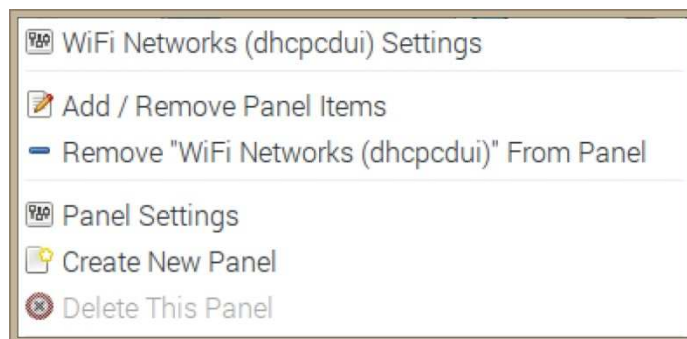 WiFi Networks (dhcpcdui) Settings
Add / Remove Panel Items
Remove "WiFi Networks (dhcpcdui)" From Panel
Panel Settings
Create New Panel
Delete This Panel